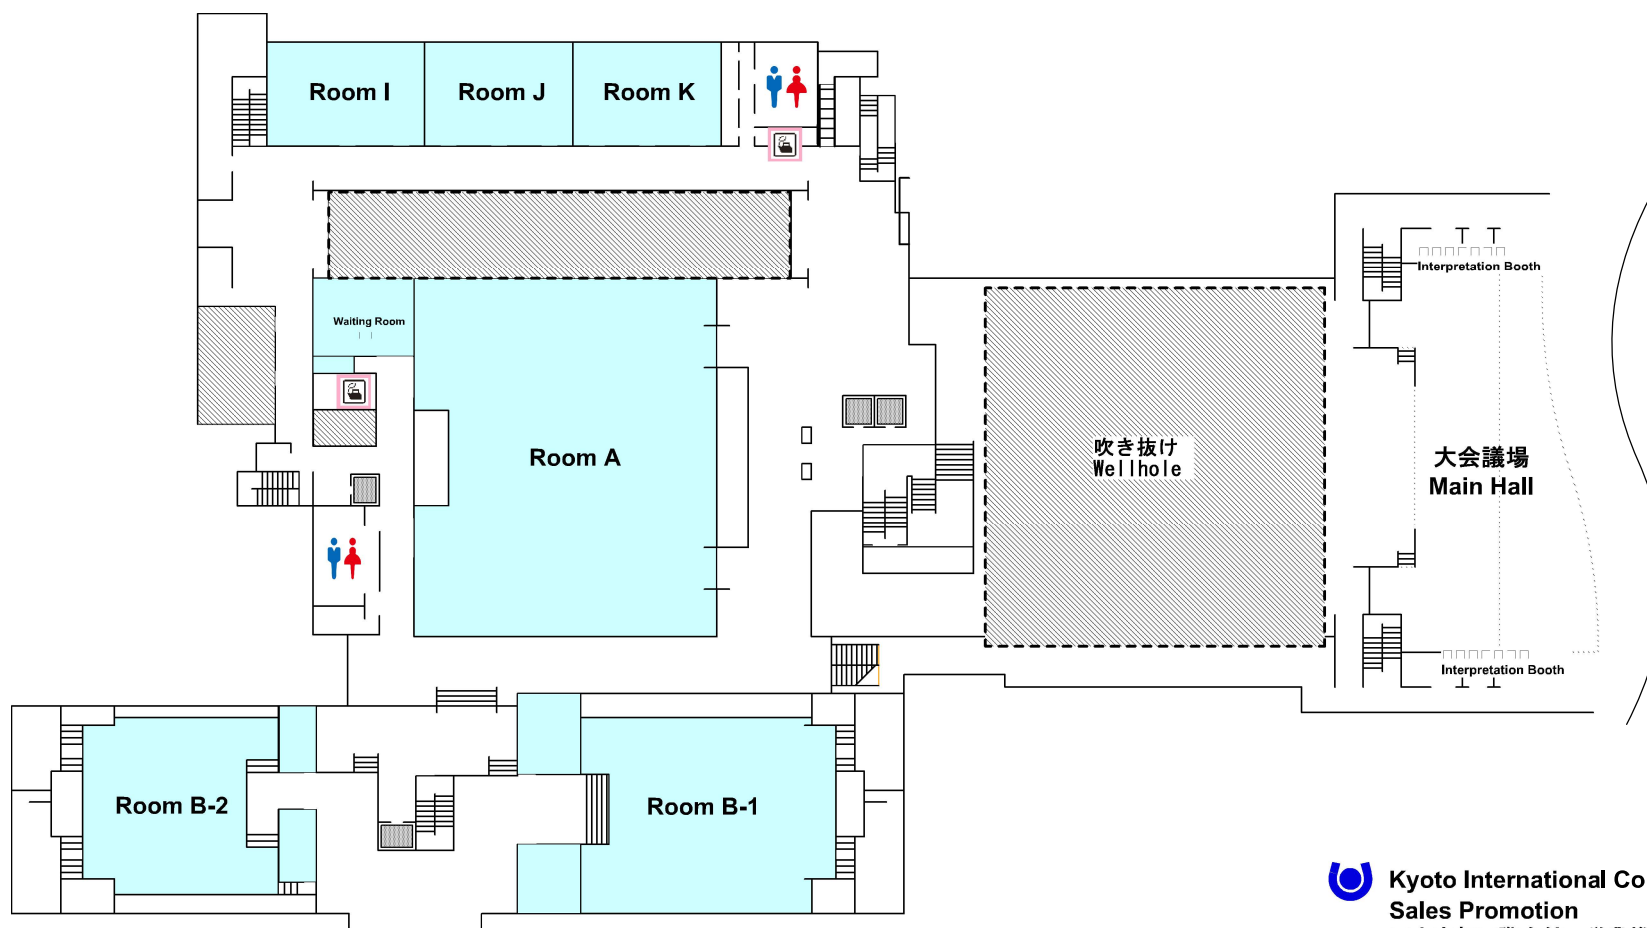 Room I
Room J
Room K
Waiting Room
Interpretation Booth
Room A
吹き抜け
Wellhole
大会議場
Main Hall
Interpretation Booth
Room B-2
Room B-1
Kyoto International Co
Sales Promotion